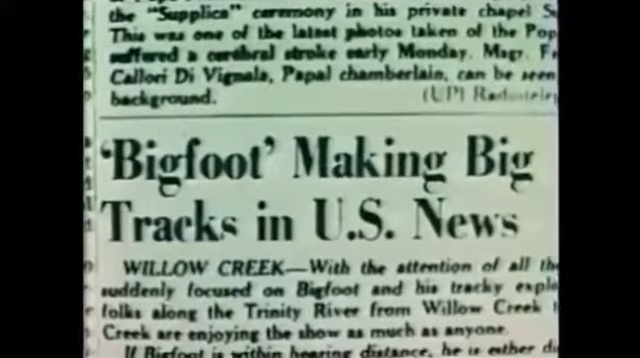 the "Supplica" ceremony in his private chapel
This was one of the latest photos taken of the Pop
suffered a cerebral stroke early Monday. Msgr. F
Callori Di Vignala, Papal chamberlain, can be seen
background. (UPI
'Bigfoot' Making Big
Tracks in U.S. News
WILLOW CREEK—With the attention of all th
suddenly focused on Bigfoot and his tracky explo
folks along the Trinity River from Willow Creek t
Creek are enjoying the show as much as anyone.
If Bigfoot is within hearing distance, he is either di